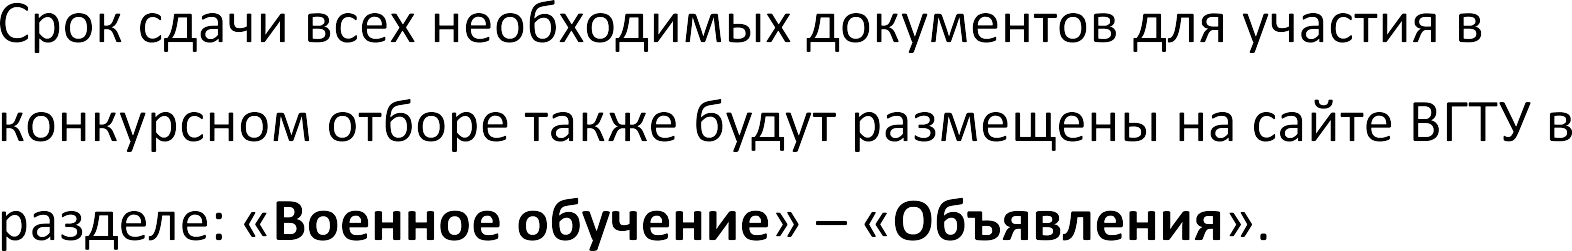 Срок сдачи всех необходимых документов для участия в
конкурсном отборе также будут размещены на сайте ВГТУ в
разделе: «Военное обучение» – «Объявления».